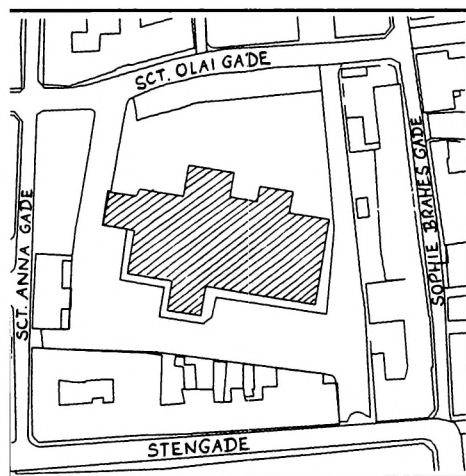 SCT. OLAI GADE
SCT. ANNA GADE
SOPHIE BRAHES GADE
STENGADE